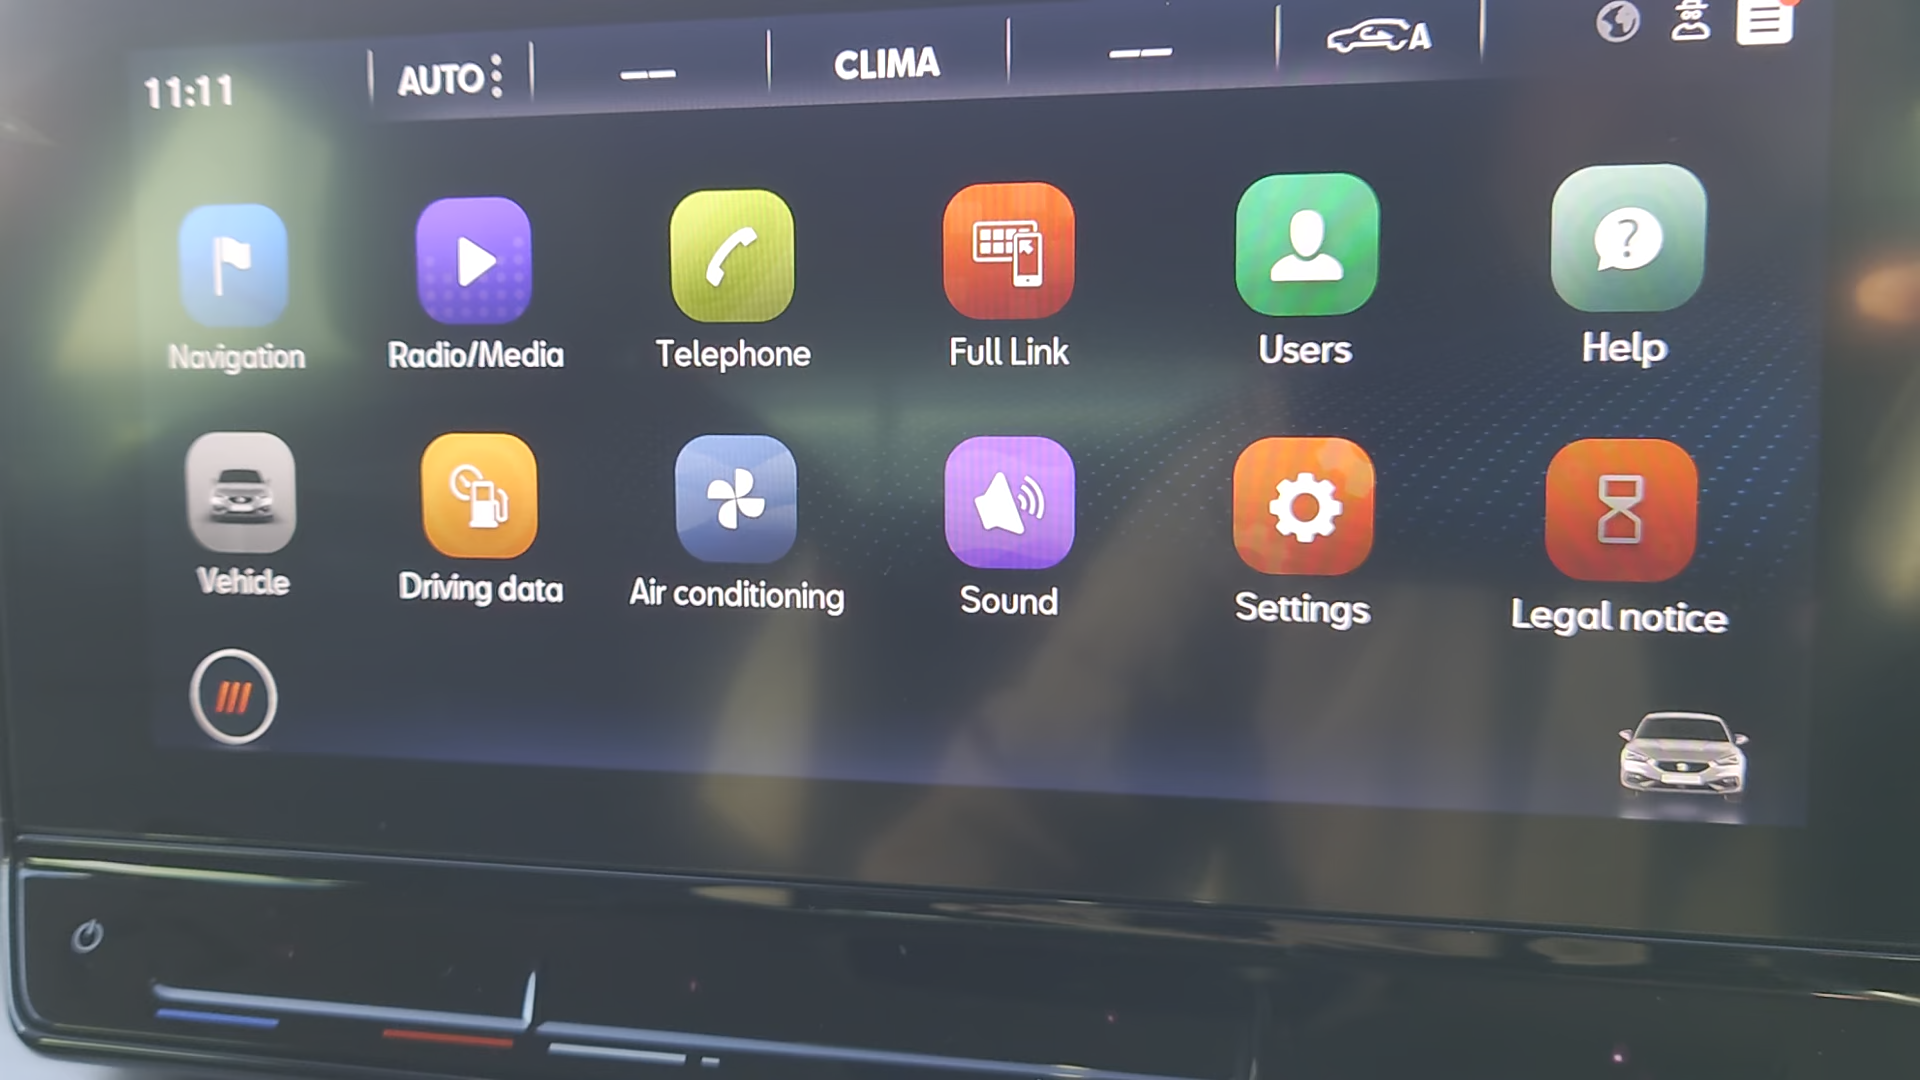 11:11
AUTO
CLIMA
A
Navigation
Radio/Media
Telephone
Full Link
Users
Help
Vehicle
Driving data
Air conditioning
Sound
Settings
Legal notice